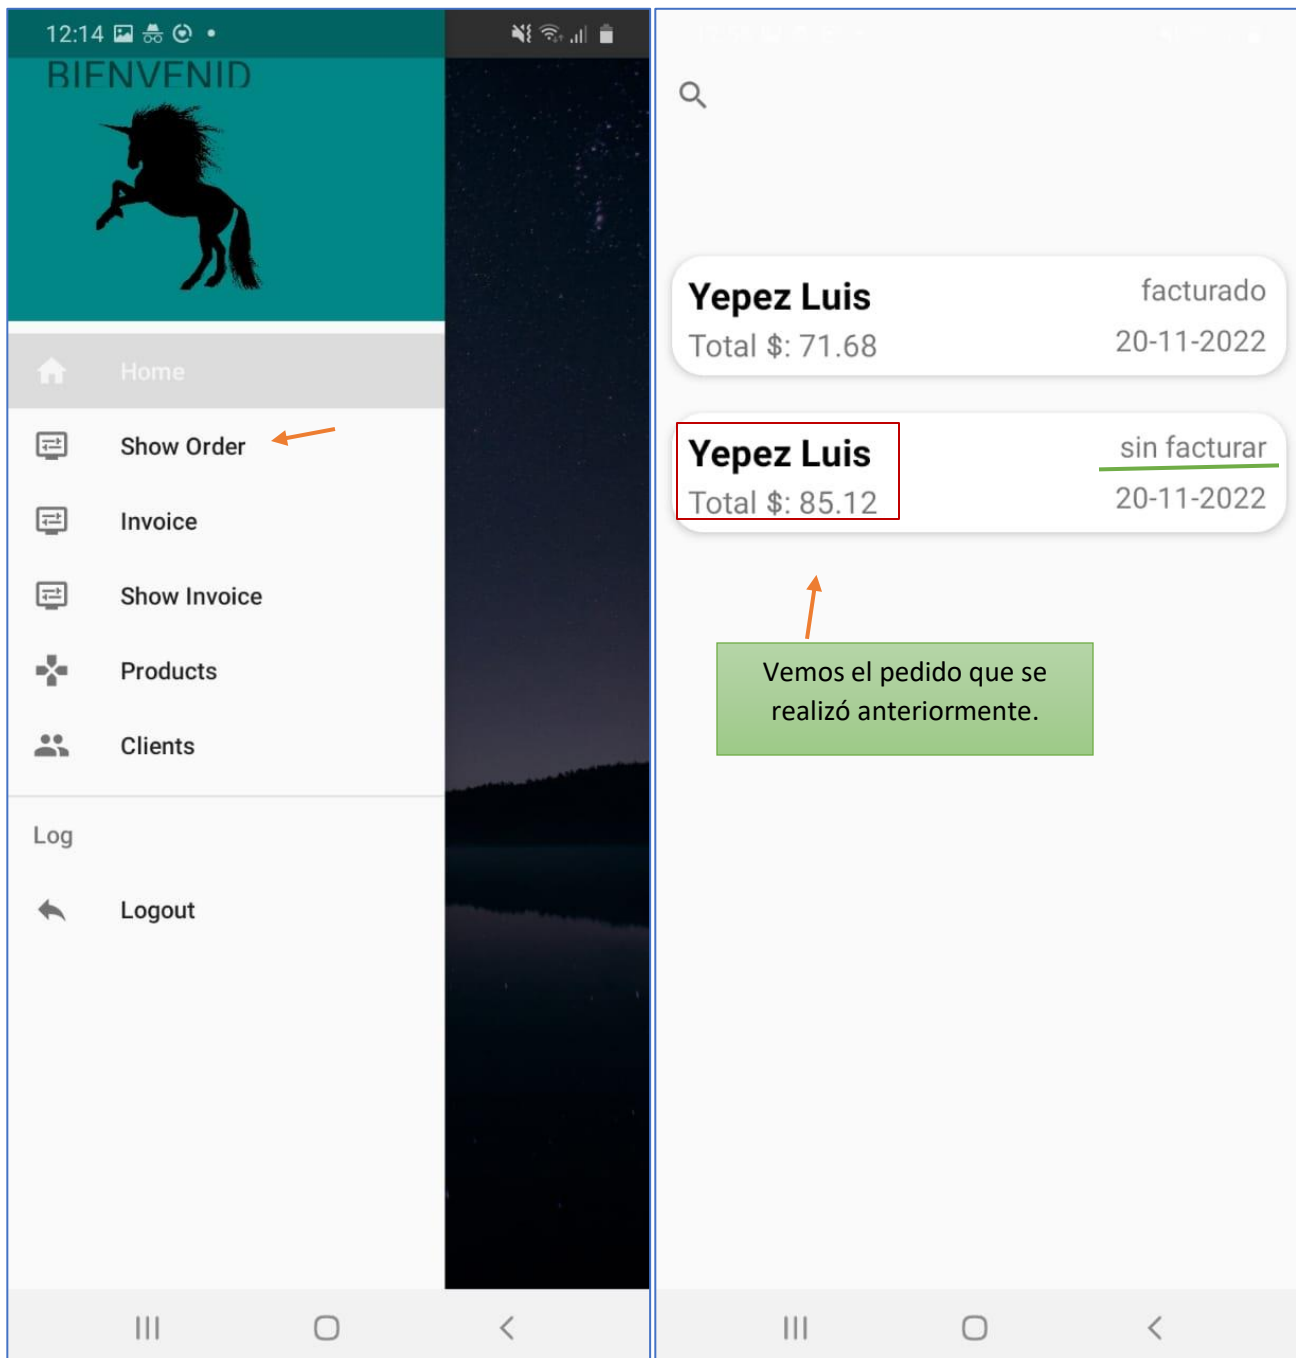 12:14
BIENVENID
Home
Show Order
Invoice
Show Invoice
Products
Clients
Log
Logout
Yepez Luis
facturado
Total $: 71.68
20-11-2022
Yepez Luis
sin facturar
Total $: 85.12
20-11-2022
Vemos el pedido que se
realizó anteriormente.